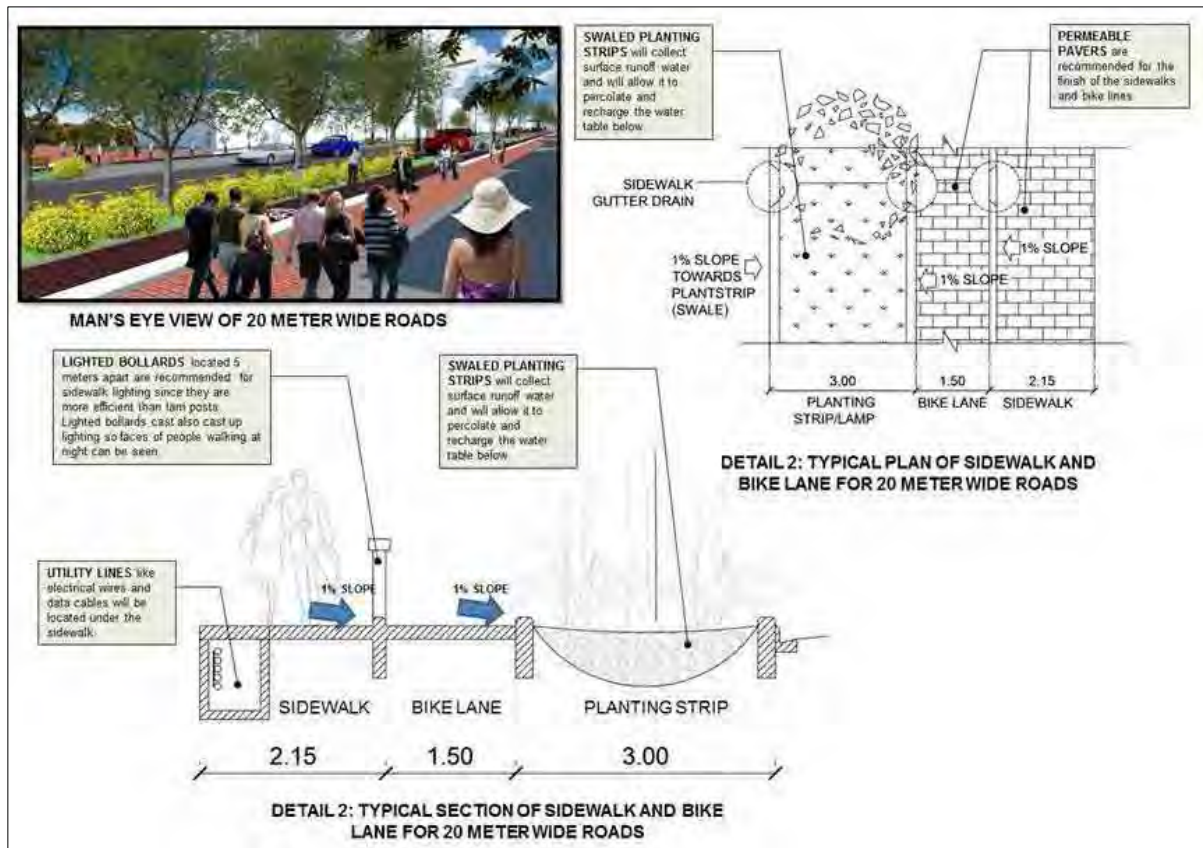 SWALED PLANTING
STRIPS will collect
surface runoff water
and will allow it to
percolate and
recharge the water
table below
PERMEABLE
PAVERS are
recommended for the
finish of the sidewalks
and bike lines
SIDEWALK
GUTTER DRAIN
1% SLOPE
TOWARDS
PLANTSTRIP
(SWALE)
1% SLOPE
1% SLOPE
3.00
1.50
2.15
PLANTING
STRIP/LAMP
BIKE LANE
SIDEWALK
DETAIL 2: TYPICAL PLAN OF SIDEWALK AND
BIKE LANE FOR 20 METER WIDE ROADS
MAN'S EYE VIEW OF 20 METER WIDE ROADS
LIGHTED BOLLARDS located 5
meters apart are recommended for
sidewalk lighting since they are
more efficient than lam posts.
Lighted bollards cast also cast up
lighting so faces of people walking at
night can be seen
SWALED PLANTING
STRIPS will collect
surface runoff water
and will allow it to
percolate and
recharge the water
table below
UTILITY LINES like
electrical wires and
data cables will be
located under the
sidewalk.
1% SLOPE
1% SLOPE
SIDEWALK
BIKE LANE
PLANTING STRIP
2.15
1.50
3.00
DETAIL 2: TYPICAL SECTION OF SIDEWALK AND BIKE
LANE FOR 20 METER WIDE ROADS